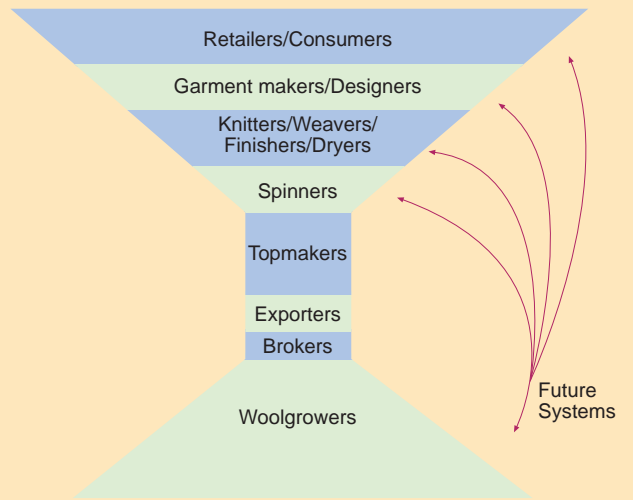 Retailers/Consumers
Garment makers/Designers
Knitters/Weavers/
Finishers/Dryers
Spinners
Topmakers
Exporters
Brokers
Woolgrowers
Future
Systems